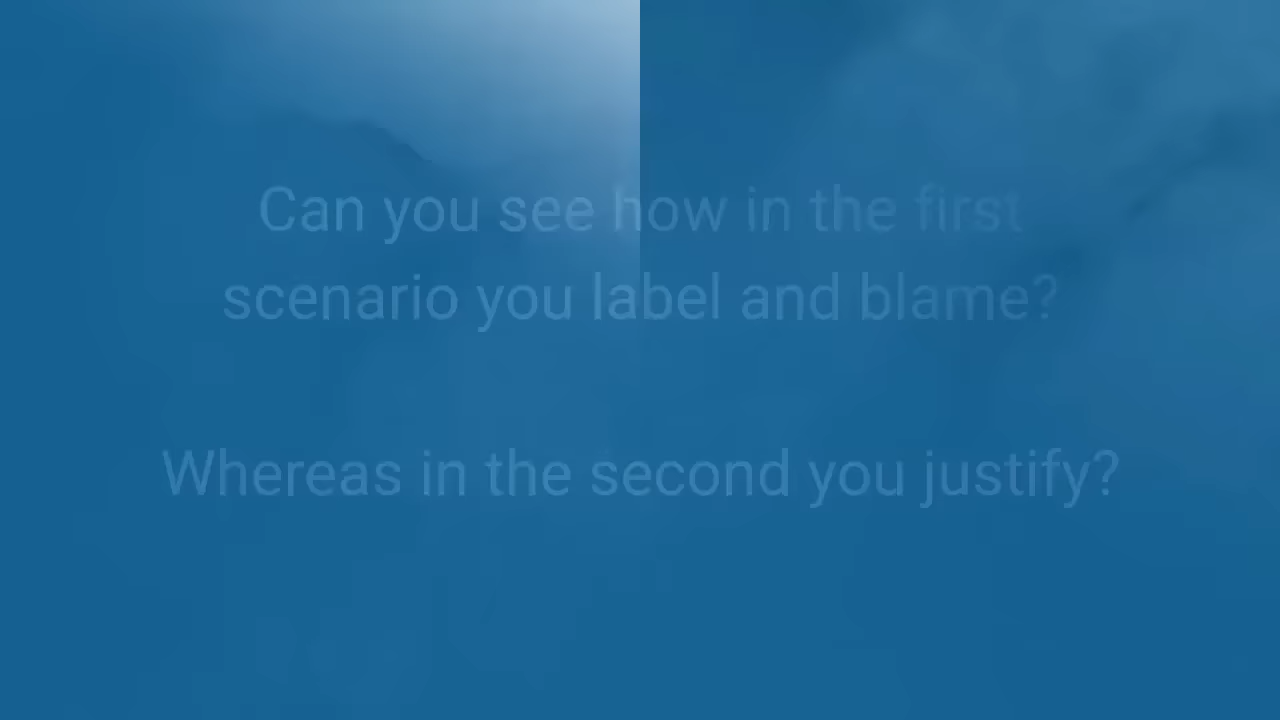 Can you see how in the first
scenario you label and blame?
Whereas in the second you justify?